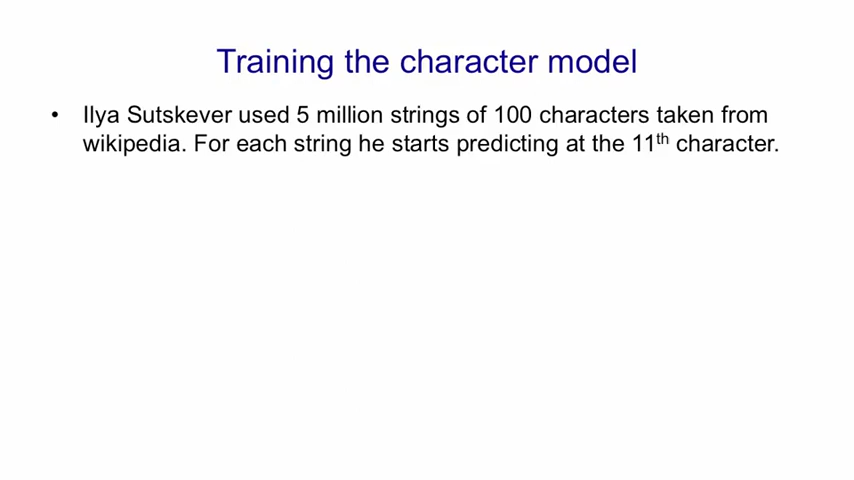 Training the character model
• Ilya Sutskever used 5 million strings of 100 characters taken from
wikipedia. For each string he starts predicting at the 11th character.